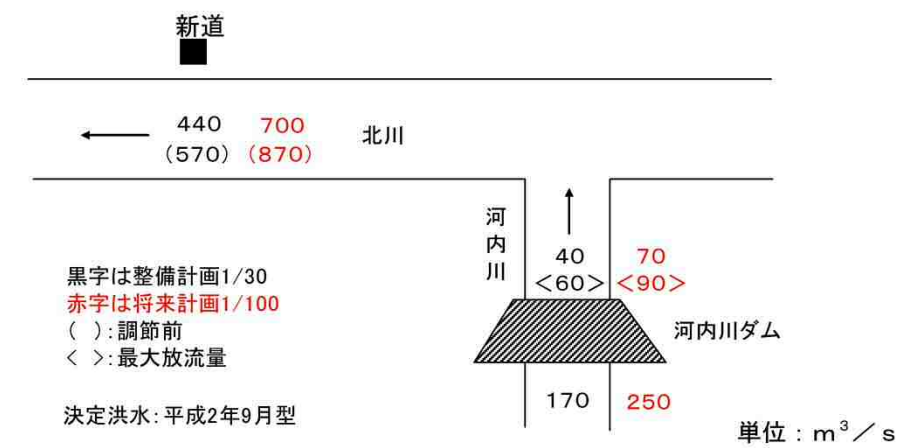 新道
440 700 北川
(570) (870)
河内川
40 70
<60> <90>
黒字は整備計画1/30
赤字は将来計画1/100
( ):調節前
< >:最大放流量
河内川ダム
170 250
決定洪水:平成2年9月型
単位:m³/s